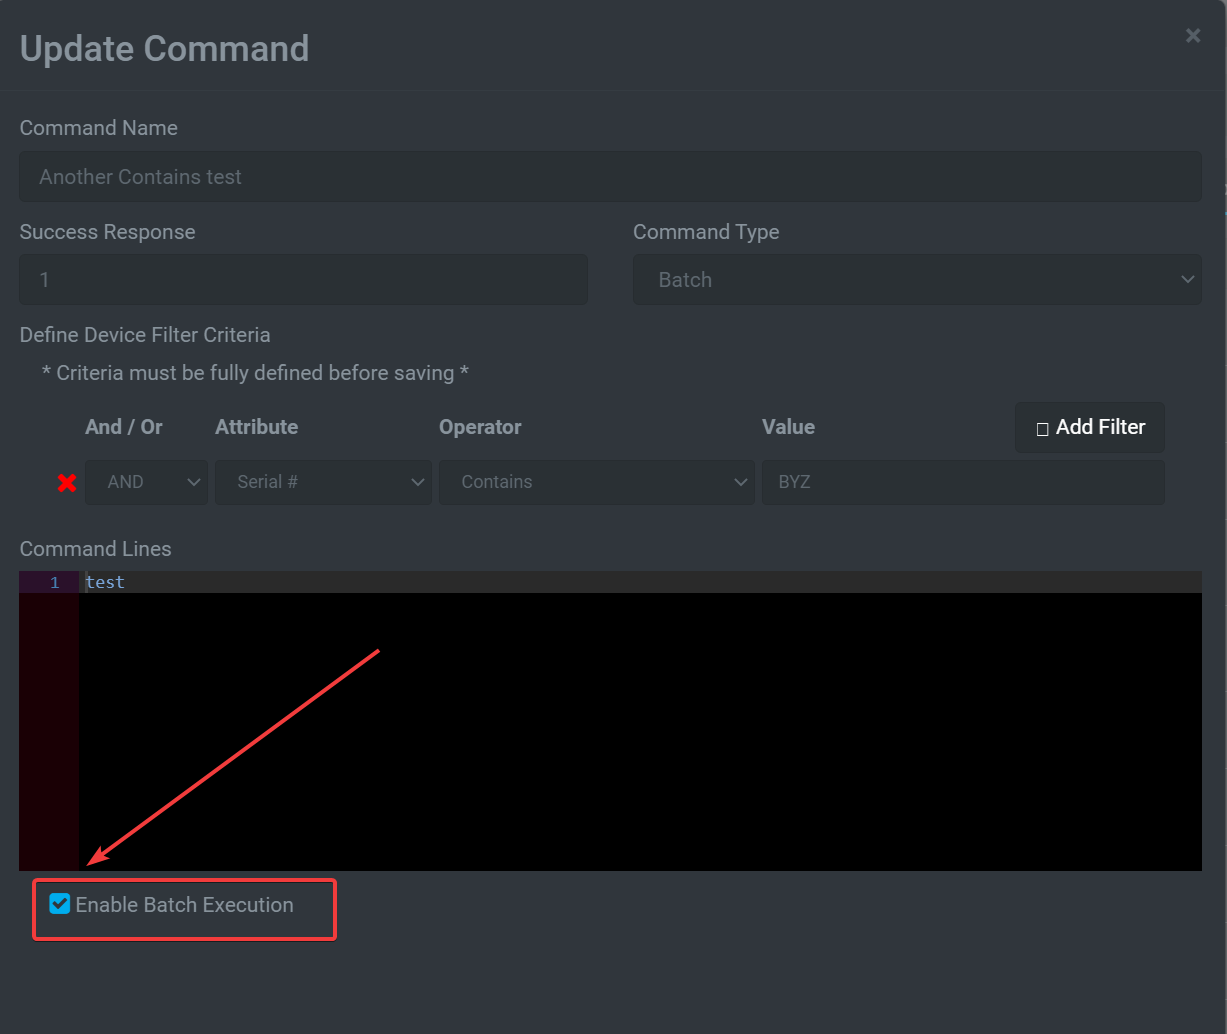 Update Command
Command Name
Another Contains test
Success Response
Command Type
1
Batch
Define Device Filter Criteria
* Criteria must be fully defined before saving *
And / Or Attribute Operator Value Add Filter
AND Serial # Contains BYZ
Command Lines
1 test
Enable Batch Execution